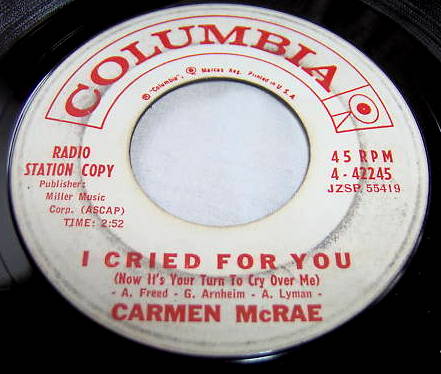 COLUMBIA
® "Columbia", Marcas Reg. Printed in U.S.A.
RADIO
STATION COPY
Publisher:
Miller Music
Corp. (ASCAP)
TIME: 2:52
45 RPM
4-42245
JZSP 55419
I CRIED FOR YOU
(Now It's Your Turn To Cry Over Me)
- A. Freed - G. Arnheim - A. Lyman -
CARMEN McRAE